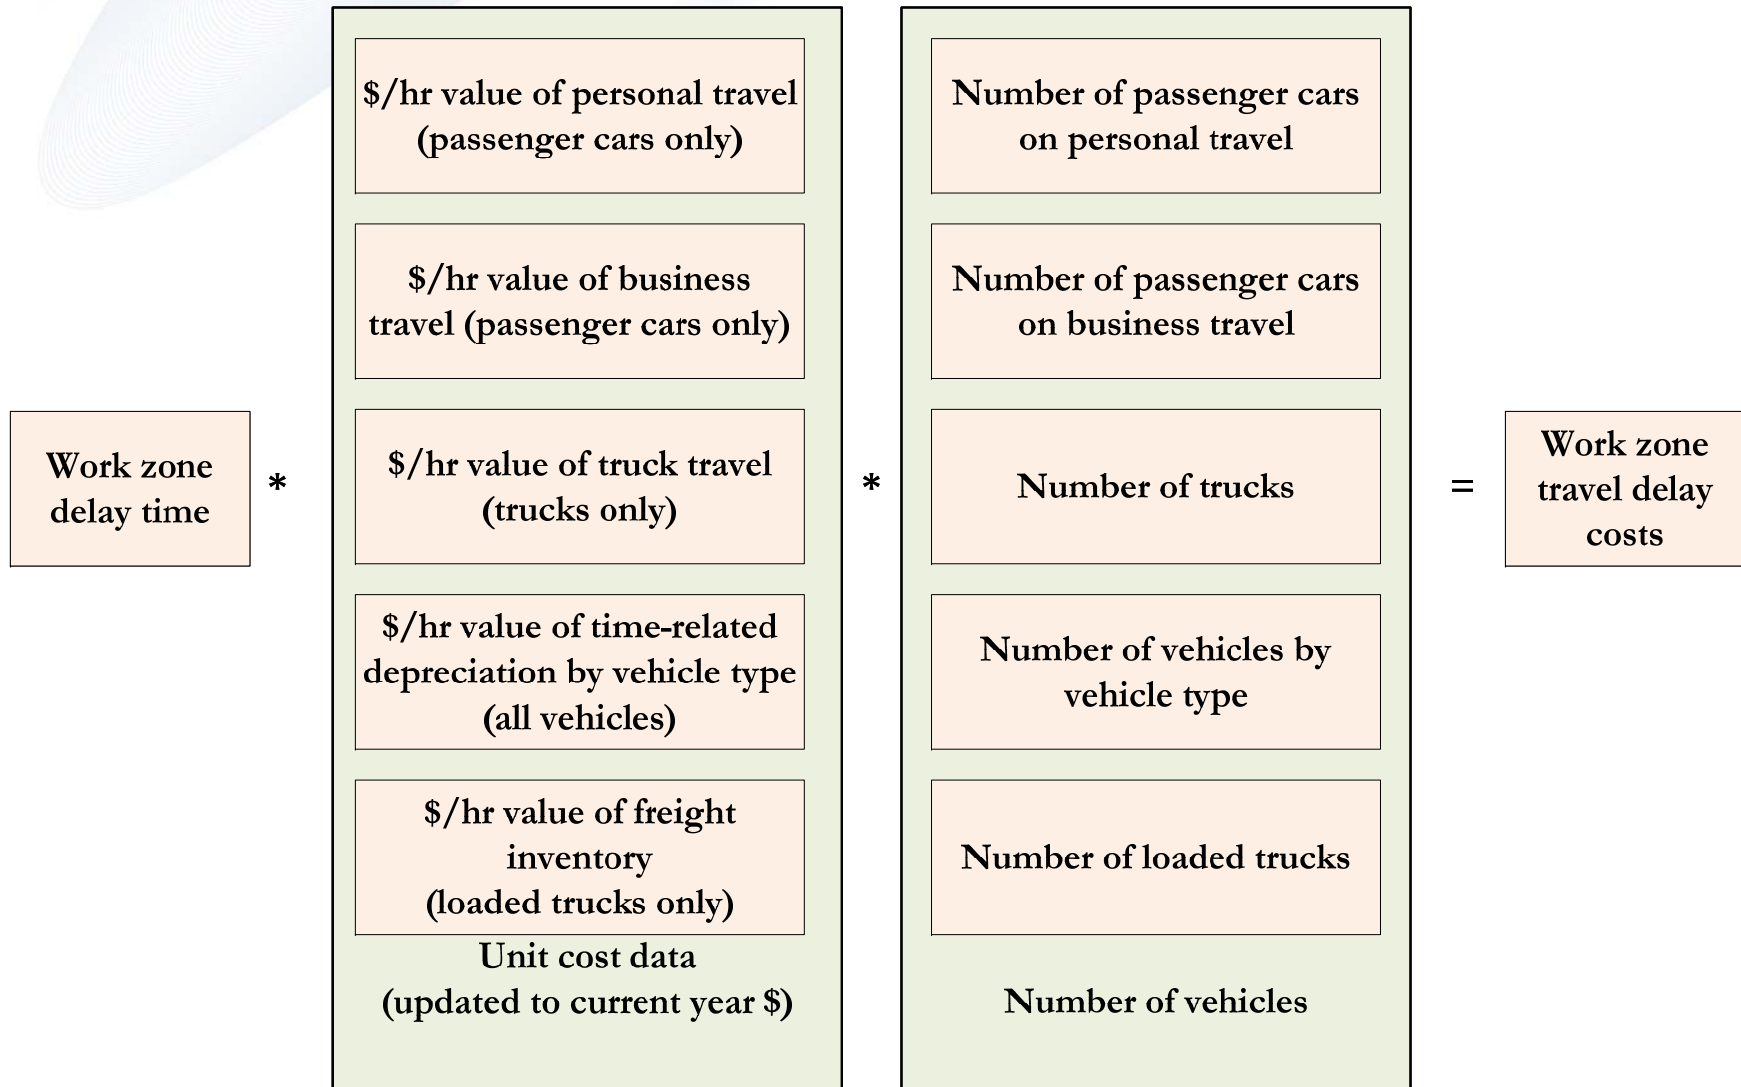 $/hr value of personal travel
(passenger cars only)
Number of passenger cars
on personal travel
$/hr value of business
travel (passenger cars only)
Number of passenger cars
on business travel
Work zone
delay time
*
$/hr value of truck travel
(trucks only)
*
Number of trucks
=
Work zone
travel delay
costs
$/hr value of time-related
depreciation by vehicle type
(all vehicles)
Number of vehicles by
vehicle type
$/hr value of freight
inventory
(loaded trucks only)
Number of loaded trucks
Unit cost data
(updated to current year $)
Number of vehicles